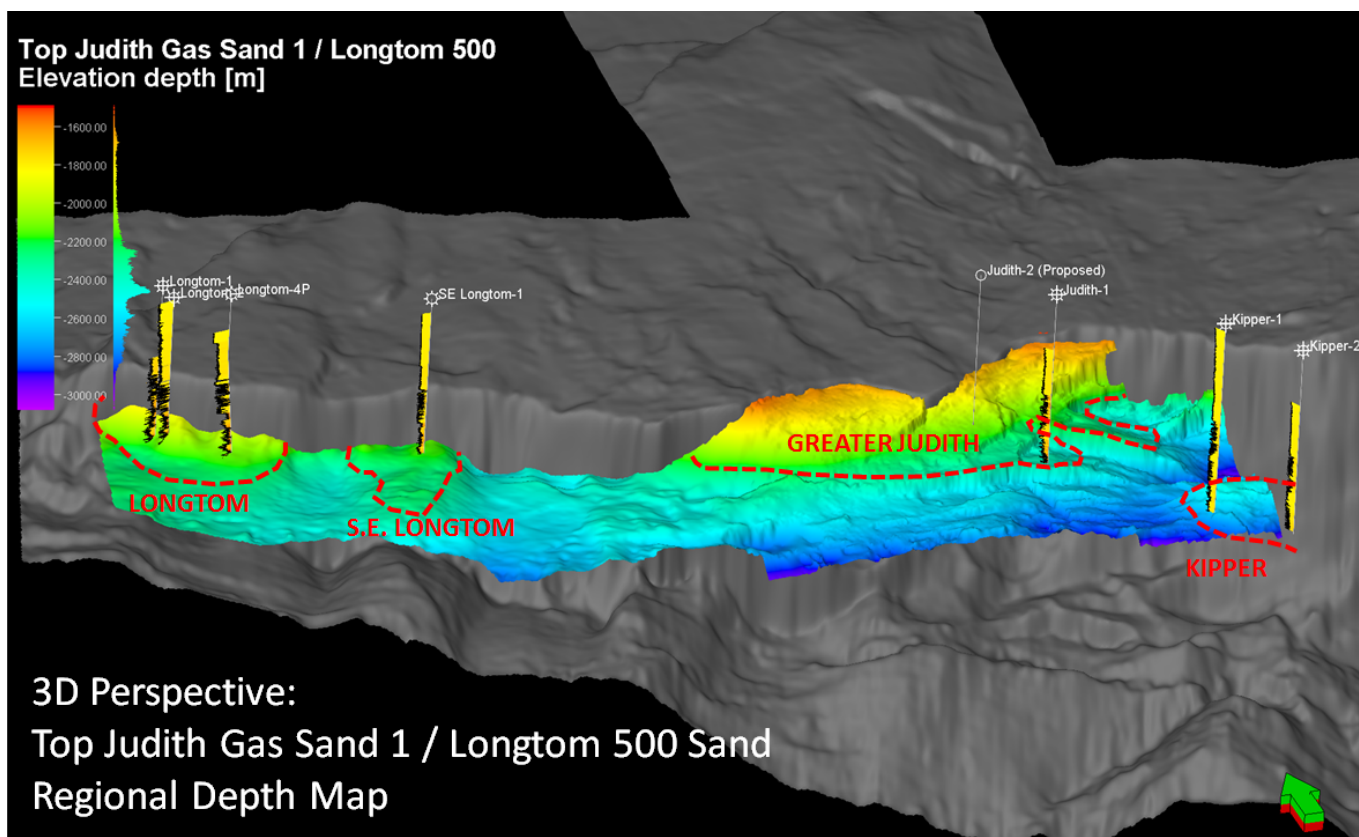 Top Judith Gas Sand 1 / Longtom 500
Elevation depth [m]
-1600.00
-1800.00
-2000.00
-2200.00
-2400.00
-2600.00
-2800.00
-3000.00
Longtom-1
Longtom-4P
SE Longtom-1
Judith-2 (Proposed)
Judith-1
Kipper-1
Kipper-2
GREATER JUDITH
LONGTOM
S.E. LONGTOM
KIPPER
3D Perspective:
Top Judith Gas Sand 1 / Longtom 500 Sand
Regional Depth Map